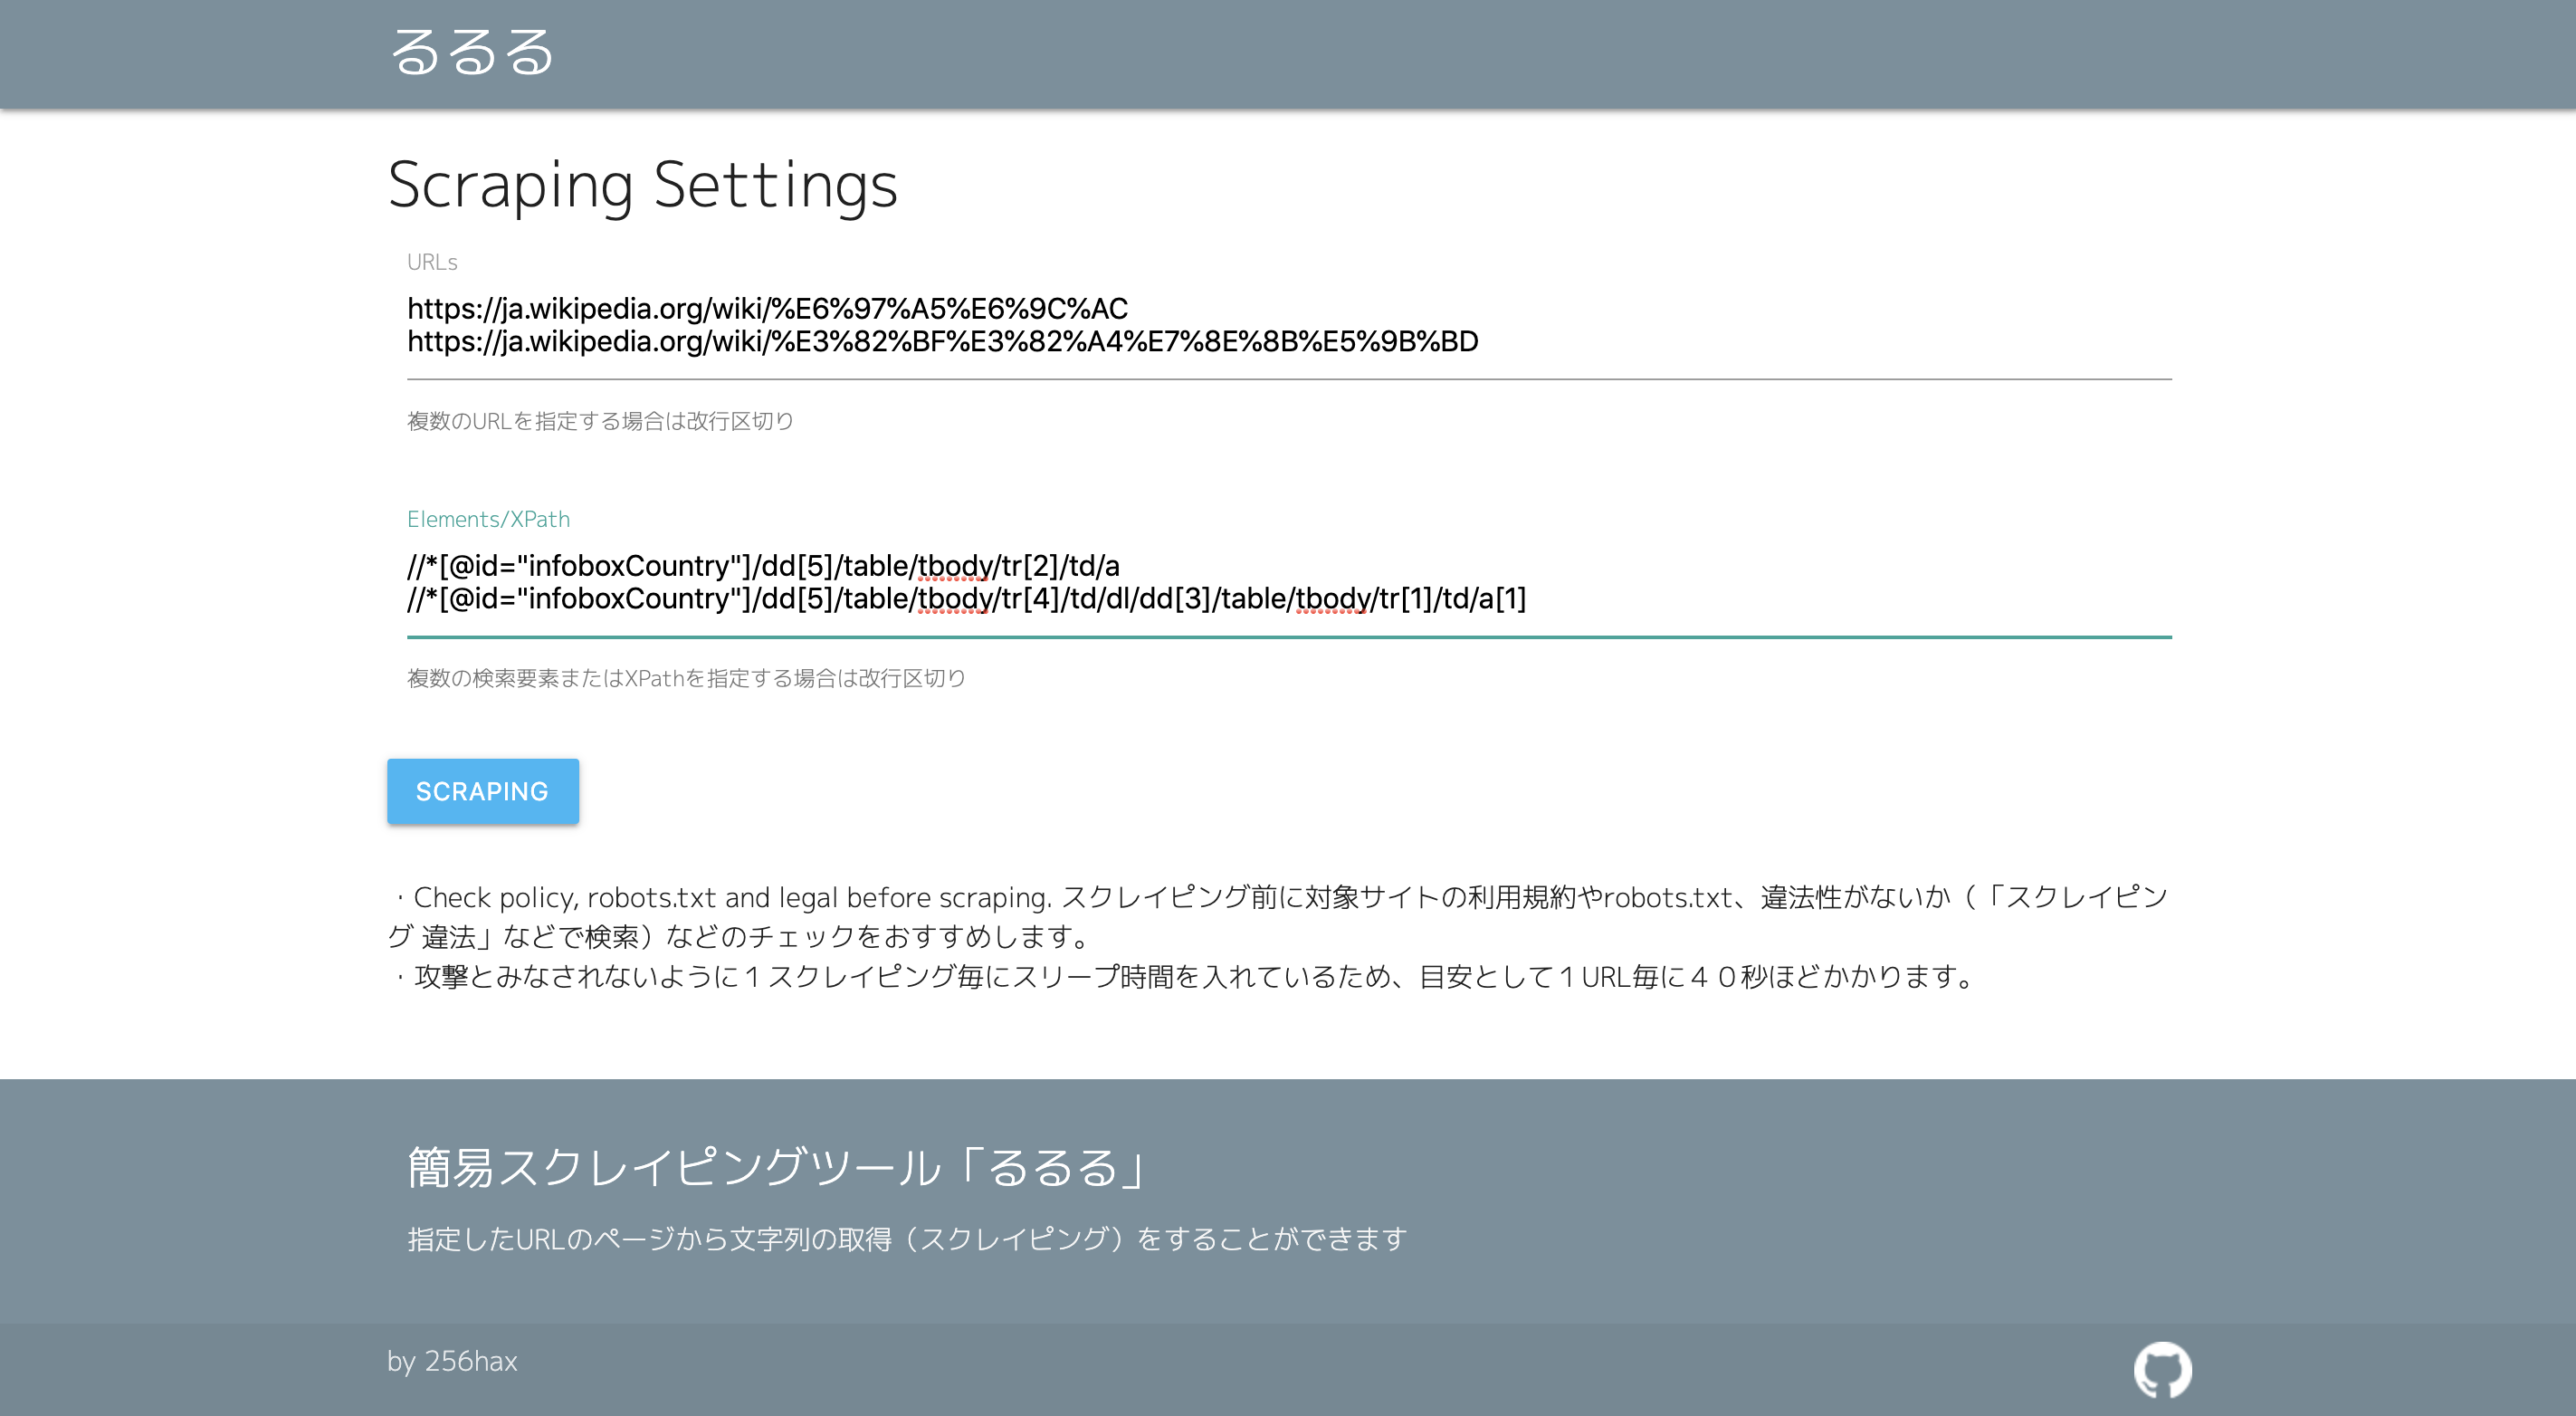 るるる
Scraping Settings
URLs
https://ja.wikipedia.org/wiki/%E6%97%A5%E6%9C%AC
https://ja.wikipedia.org/wiki/%E3%82%BF%E3%82%A4%E7%8E%8B%E5%9B%BD
複数のURLを指定する場合は改行区切り
Elements/XPath
//*[@id="infoboxCountry"]/dd[5]/table/tbody/tr[2]/td/a
//*[@id="infoboxCountry"]/dd[5]/table/tbody/tr[4]/td/dl/dd[3]/table/tbody/tr[1]/td/a[1]
複数の検索要素またはXPathを指定する場合は改行区切り
SCRAPING
・Check policy, robots.txt and legal before scraping. スクレイピング前に対象サイトの利用規約やrobots.txt、違法性がないか（「スクレイピン
グ 違法」などで検索）などのチェックをおすすめします。
・攻撃とみなされないように１スクレイピング毎にスリープ時間を入れているため、目安として１URL毎に４０秒ほどかかります。
簡易スクレイピングツール「るるる」
指定したURLのページから文字列の取得（スクレイピング）をすることができます
by 256hax